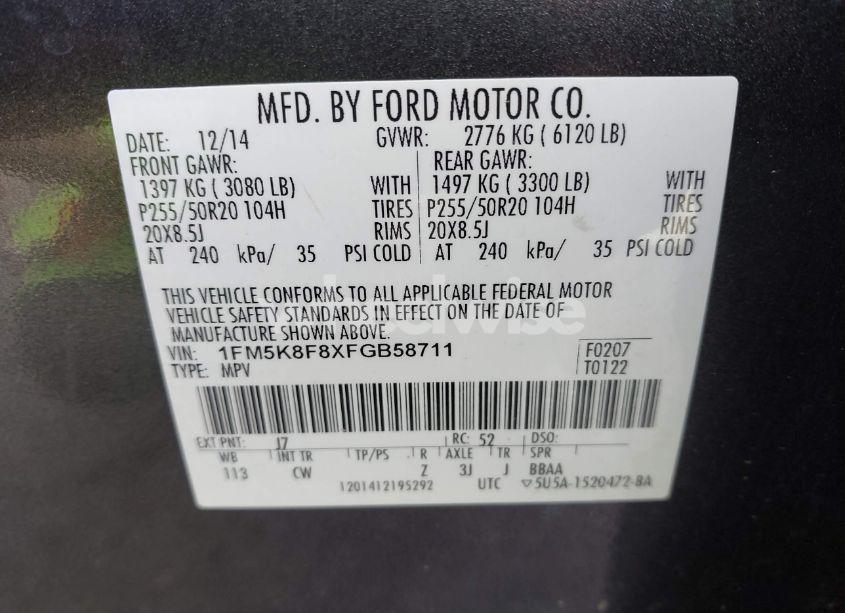 MFD. BY FORD MOTOR CO.
DATE: 12/14 GVWR: 2776 KG ( 6120 LB)
FRONT GAWR: REAR GAWR:
1397 KG ( 3080 LB) WITH 1497 KG ( 3300 LB) WITH
P255/50R20 104H TIRES P255/50R20 104H TIRES
20X8.5J RIMS 20X8.5J RIMS
AT 240 kPa/ 35 PSI COLD AT 240 kPa/ 35 PSI COLD
THIS VEHICLE CONFORMS TO ALL APPLICABLE FEDERAL MOTOR
VEHICLE SAFETY STANDARDS IN EFFECT ON THE DATE OF
MANUFACTURE SHOWN ABOVE.
VIN: 1FM5K8F8XFGB58711 F0207
TYPE: MPV T0122
EXT PNT: J7 RC: 52 DSO:
WB INT TR TP/PS R AXLE TR SPR
113 CW Z 3J J BBAA
1201412195292 UTC ▽5U5A-1520472-BA